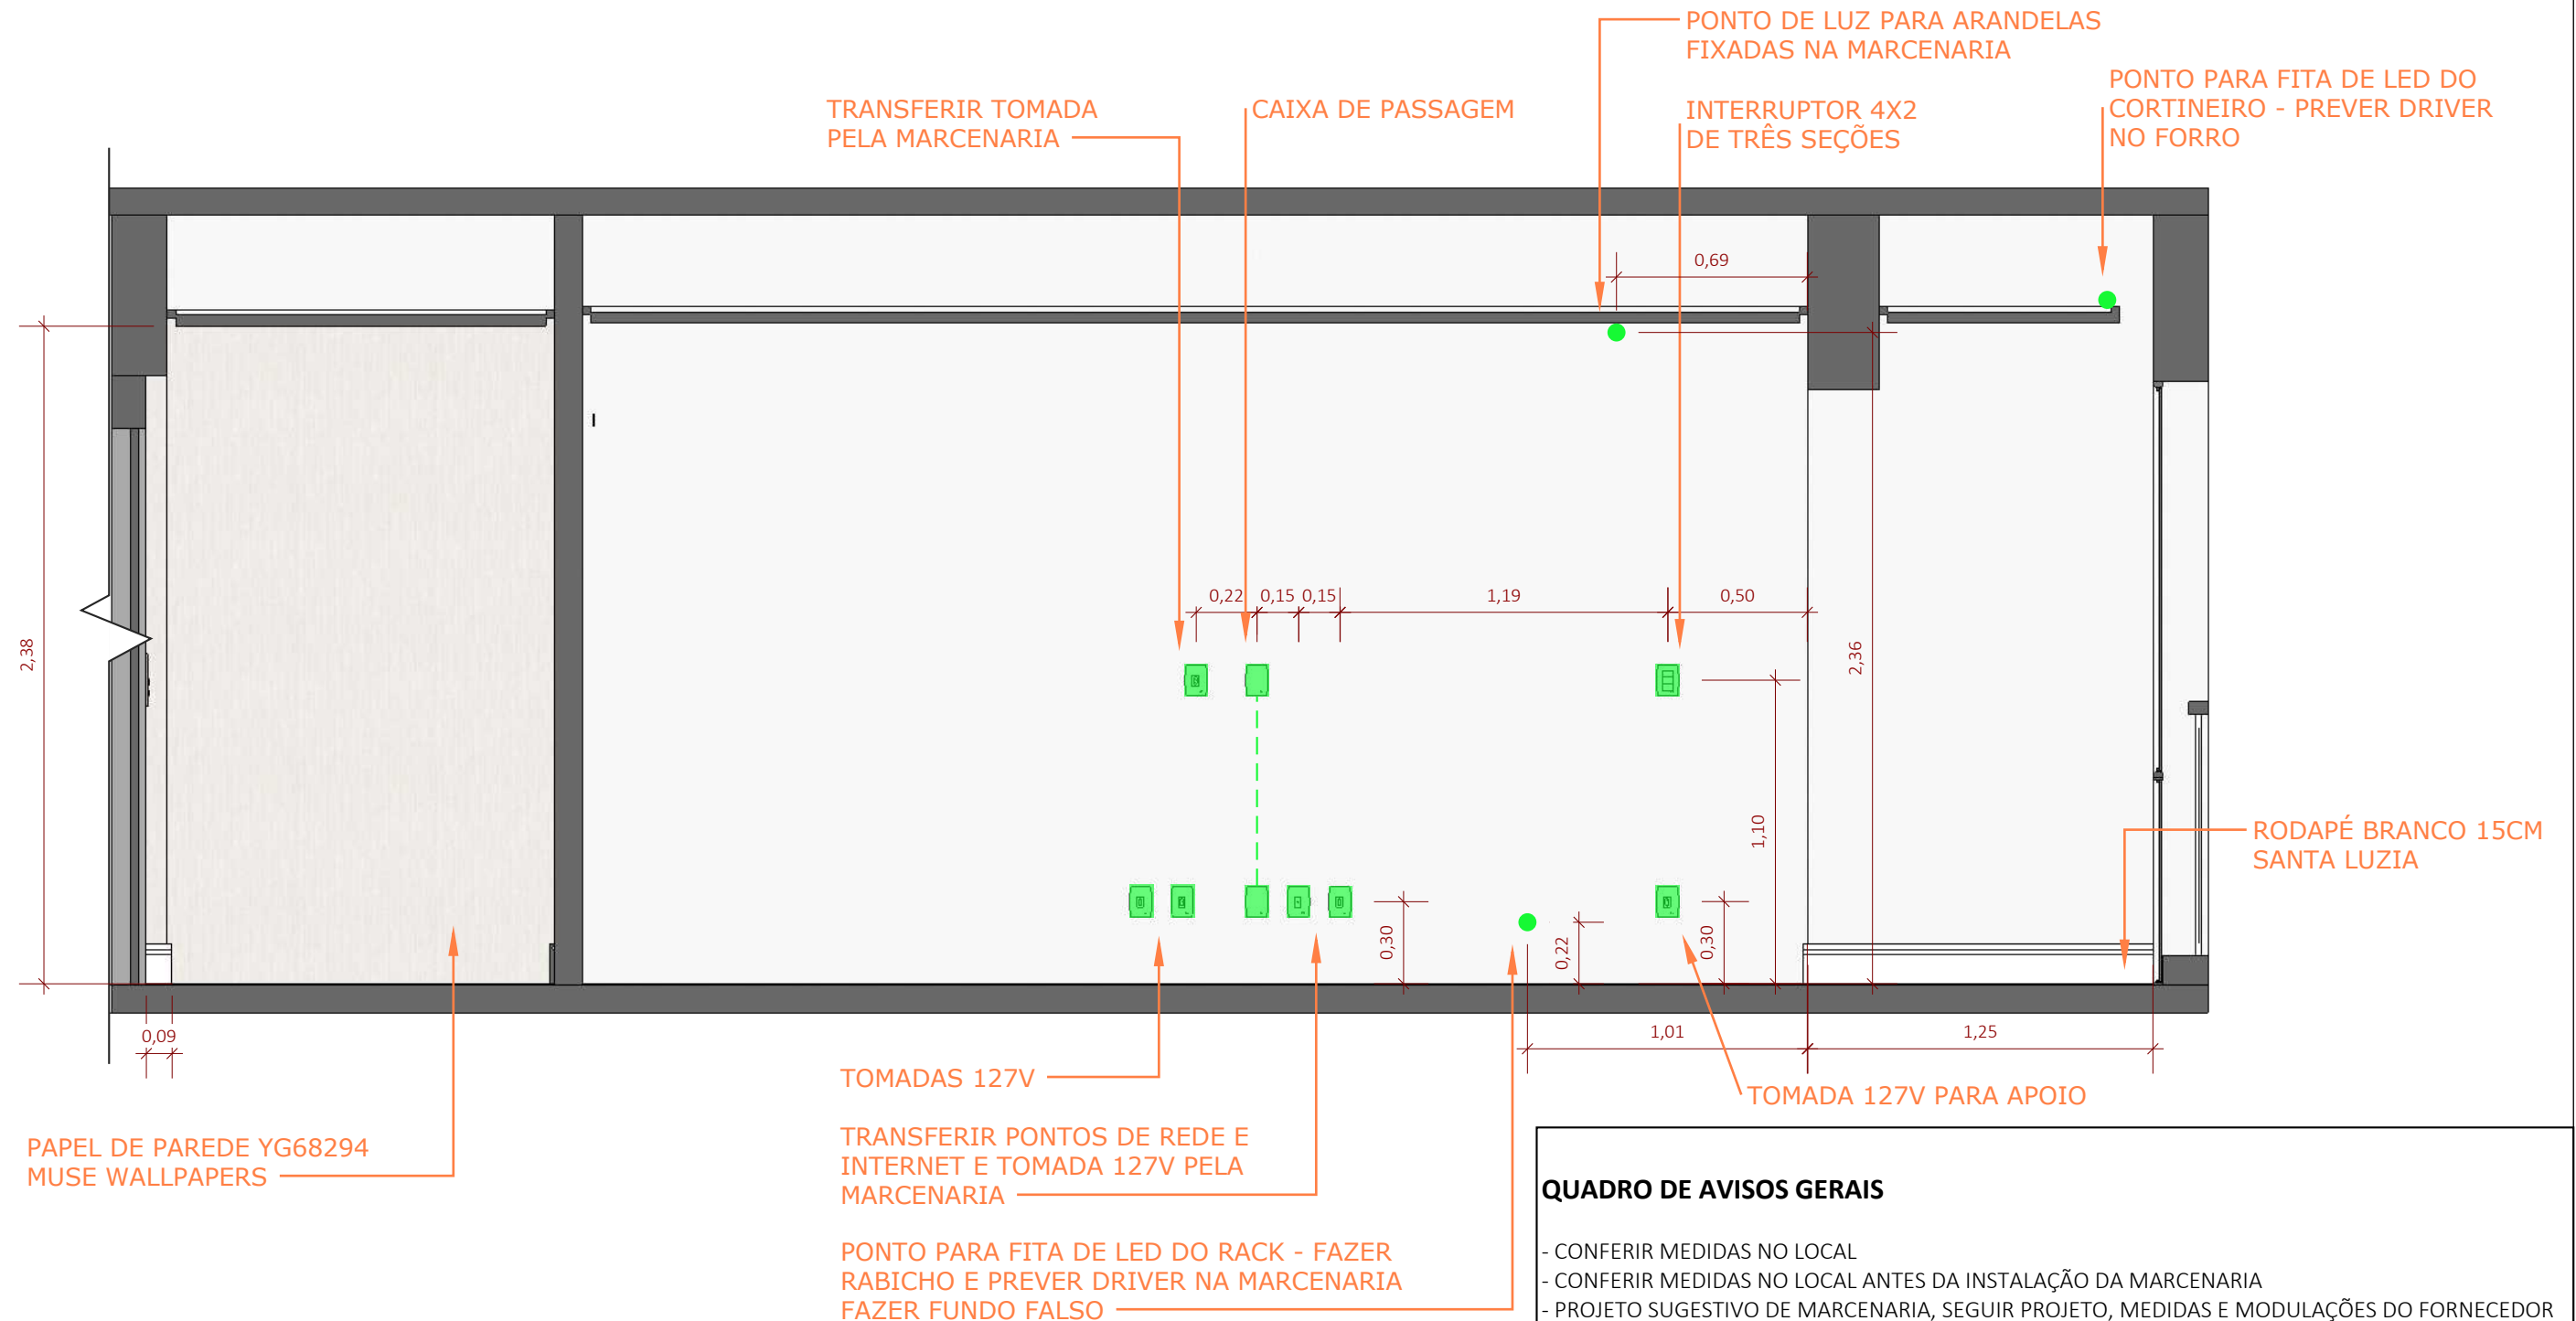 PONTO DE LUZ PARA ARANDELAS
FIXADAS NA MARCENARIA
PONTO PARA FITA DE LED DO
CORTINEIRO - PREVER DRIVER
NO FORRO
TRANSFERIR TOMADA
PELA MARCENARIA
CAIXA DE PASSAGEM
INTERRUPTOR 4X2
DE TRÊS SEÇÕES
0,69
0,22
0,15
0,15
1,19
0,50
2,38
2,36
1,10
RODAPÉ BRANCO 15CM
SANTA LUZIA
0,30
0,22
0,30
0,09
1,01
1,25
TOMADAS 127V
TOMADA 127V PARA APOIO
PAPEL DE PAREDE YG68294
MUSE WALLPAPERS
TRANSFERIR PONTOS DE REDE E
INTERNET E TOMADA 127V PELA
MARCENARIA
PONTO PARA FITA DE LED DO RACK - FAZER
RABICHO E PREVER DRIVER NA MARCENARIA
FAZER FUNDO FALSO
QUADRO DE AVISOS GERAIS
- CONFERIR MEDIDAS NO LOCAL
- CONFERIR MEDIDAS NO LOCAL ANTES DA INSTALAÇÃO DA MARCENARIA
- PROJETO SUGESTIVO DE MARCENARIA, SEGUIR PROJETO, MEDIDAS E MODULAÇÕES DO FORNECEDOR